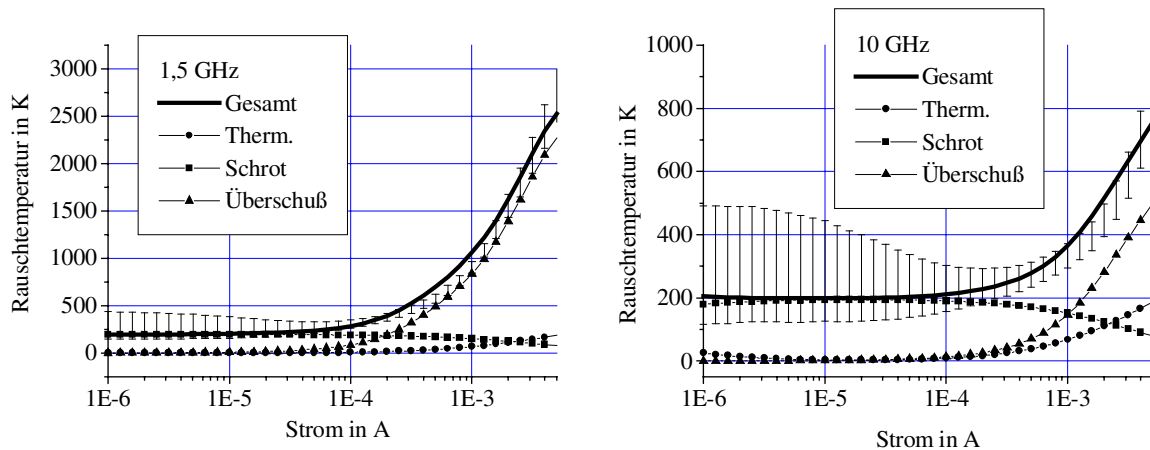 1,5 GHz
Gesamt
Therm.
Schrot
Überschuß
3000
2500
2000
1500
1000
500
0
Rauschtemperatur in K
1E-6
1E-5
1E-4
1E-3
Strom in A
10 GHz
Gesamt
Therm.
Schrot
Überschuß
1000
800
600
400
200
0
Rauschtemperatur in K
1E-6
1E-5
1E-4
1E-3
Strom in A